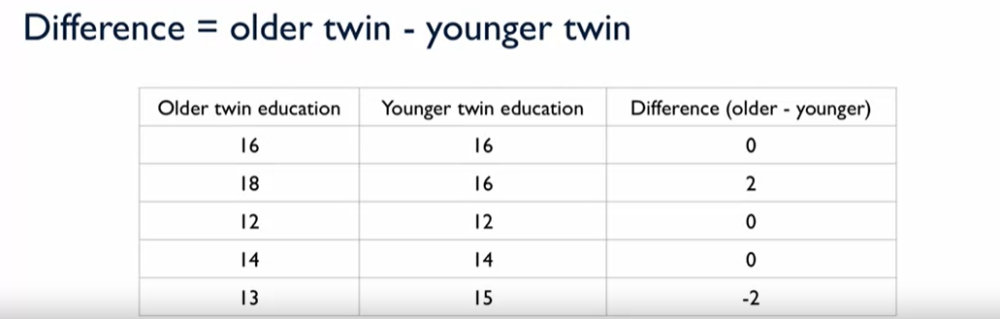 Difference = older twin - younger twin
Older twin education Younger twin education Difference (older - younger)
16 16 0
18 16 2
12 12 0
14 14 0
13 15 -2